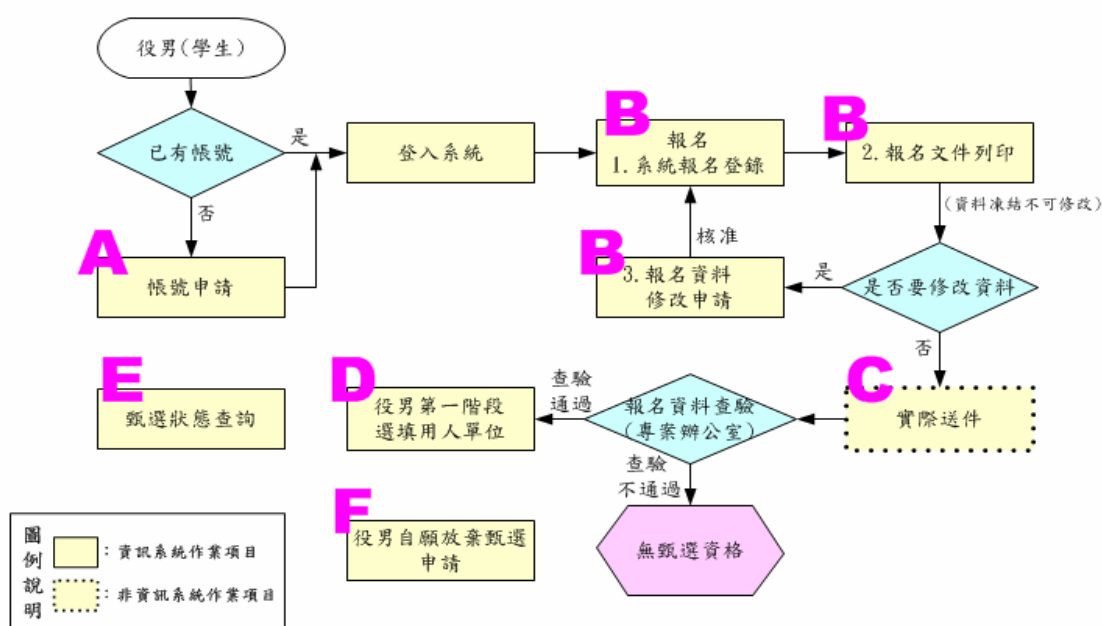 役男(學生)
已有帳號
是
否
A
帳號申請
登入系統
B
報名
1.系統報名登錄
B
2.報名文件列印
(資料凍結不可修改)
是否要修改資料
是
否
B
3.報名資料
修改申請
核准
C
實際送件
報名資料查驗
(專案辦公室)
查驗
通過
查驗
不通過
無甄選資格
D
役男第一階段
選填用人單位
E
甄選狀態查詢
F
役男自願放棄甄選
申請
圖例說明
：資訊系統作業項目
：非資訊系統作業項目